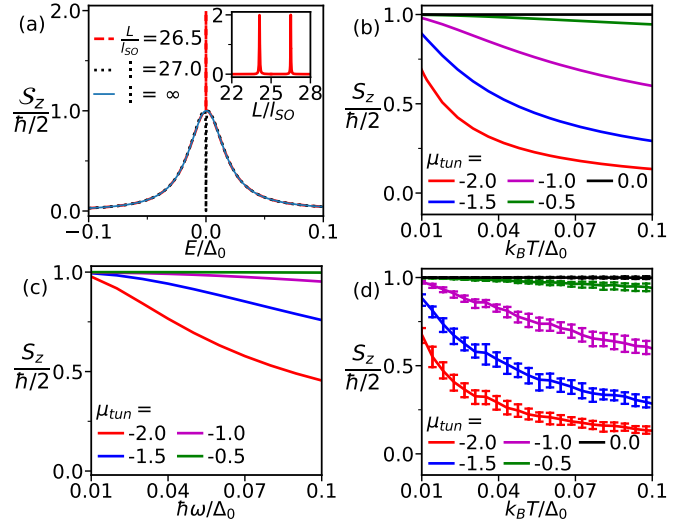 (a)
2.0
1.0
0.0
S_z
ħ/2
L/l_SO = 26.5
⋮ = 27.0
⋮ = ∞
2
1
0
22 24 26 28
L/l_SO
−0.1 0.0 0.1
E/Δ_0
(b)
1.0
0.5
0.0
S_z
ħ/2
μ_tun =
-2.0 -1.0 0.0
-1.5 -0.5
0.01 0.04 0.07 0.1
k_BT/Δ_0
(c)
1.0
0.5
0.0
S_z
ħ/2
μ_tun =
-2.0 -1.0
-1.5 -0.5
0.01 0.04 0.07 0.1
ħω/Δ_0
(d)
1.0
0.5
0.0
S_z
ħ/2
μ_tun =
-2.0 -1.0 0.0
-1.5 -0.5
0.01 0.04 0.07 0.1
k_BT/Δ_0